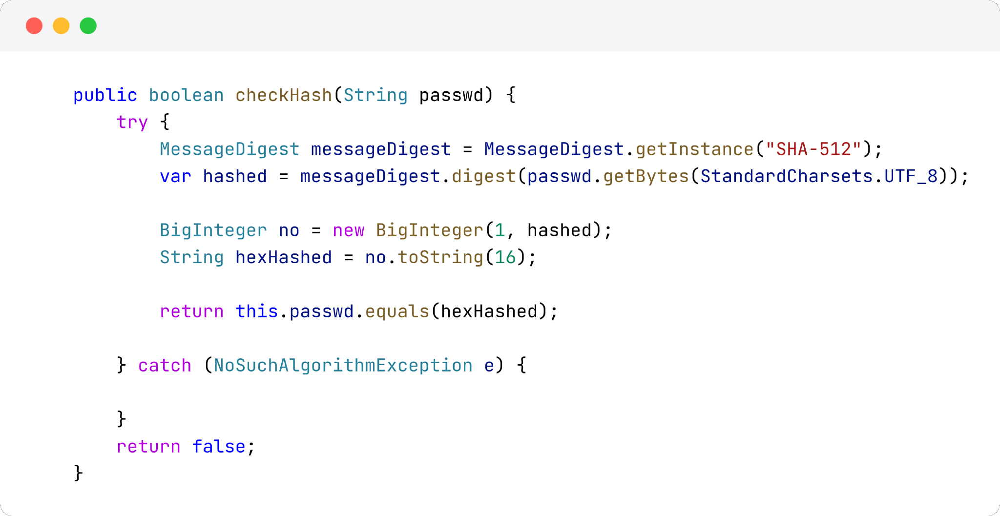 public boolean checkHash(String passwd) {
    try {
        MessageDigest messageDigest = MessageDigest.getInstance("SHA-512");
        var hashed = messageDigest.digest(passwd.getBytes(StandardCharsets.UTF_8));
        BigInteger no = new BigInteger(1, hashed);
        String hexHashed = no.toString(16);
        return this.passwd.equals(hexHashed);
    } catch (NoSuchAlgorithmException e) {
    }
    return false;
}